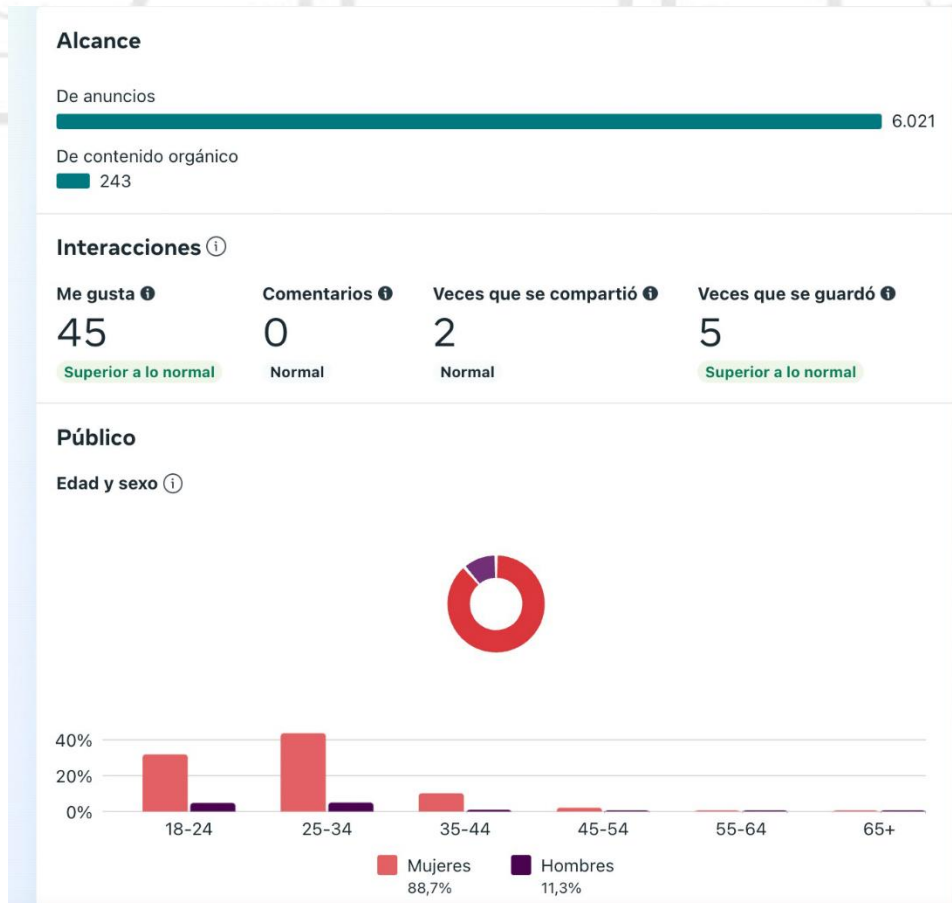 Alcance
De anuncios
6.021
De contenido orgánico
243
Interacciones
Me gusta Comentarios Veces que se compartió Veces que se guardó
45 0 2 5
Superior a lo normal Normal Normal Superior a lo normal
Público
Edad y sexo
40%
20%
0%
18-24 25-34 35-44 45-54 55-64 65+
Mujeres Hombres
88,7% 11,3%